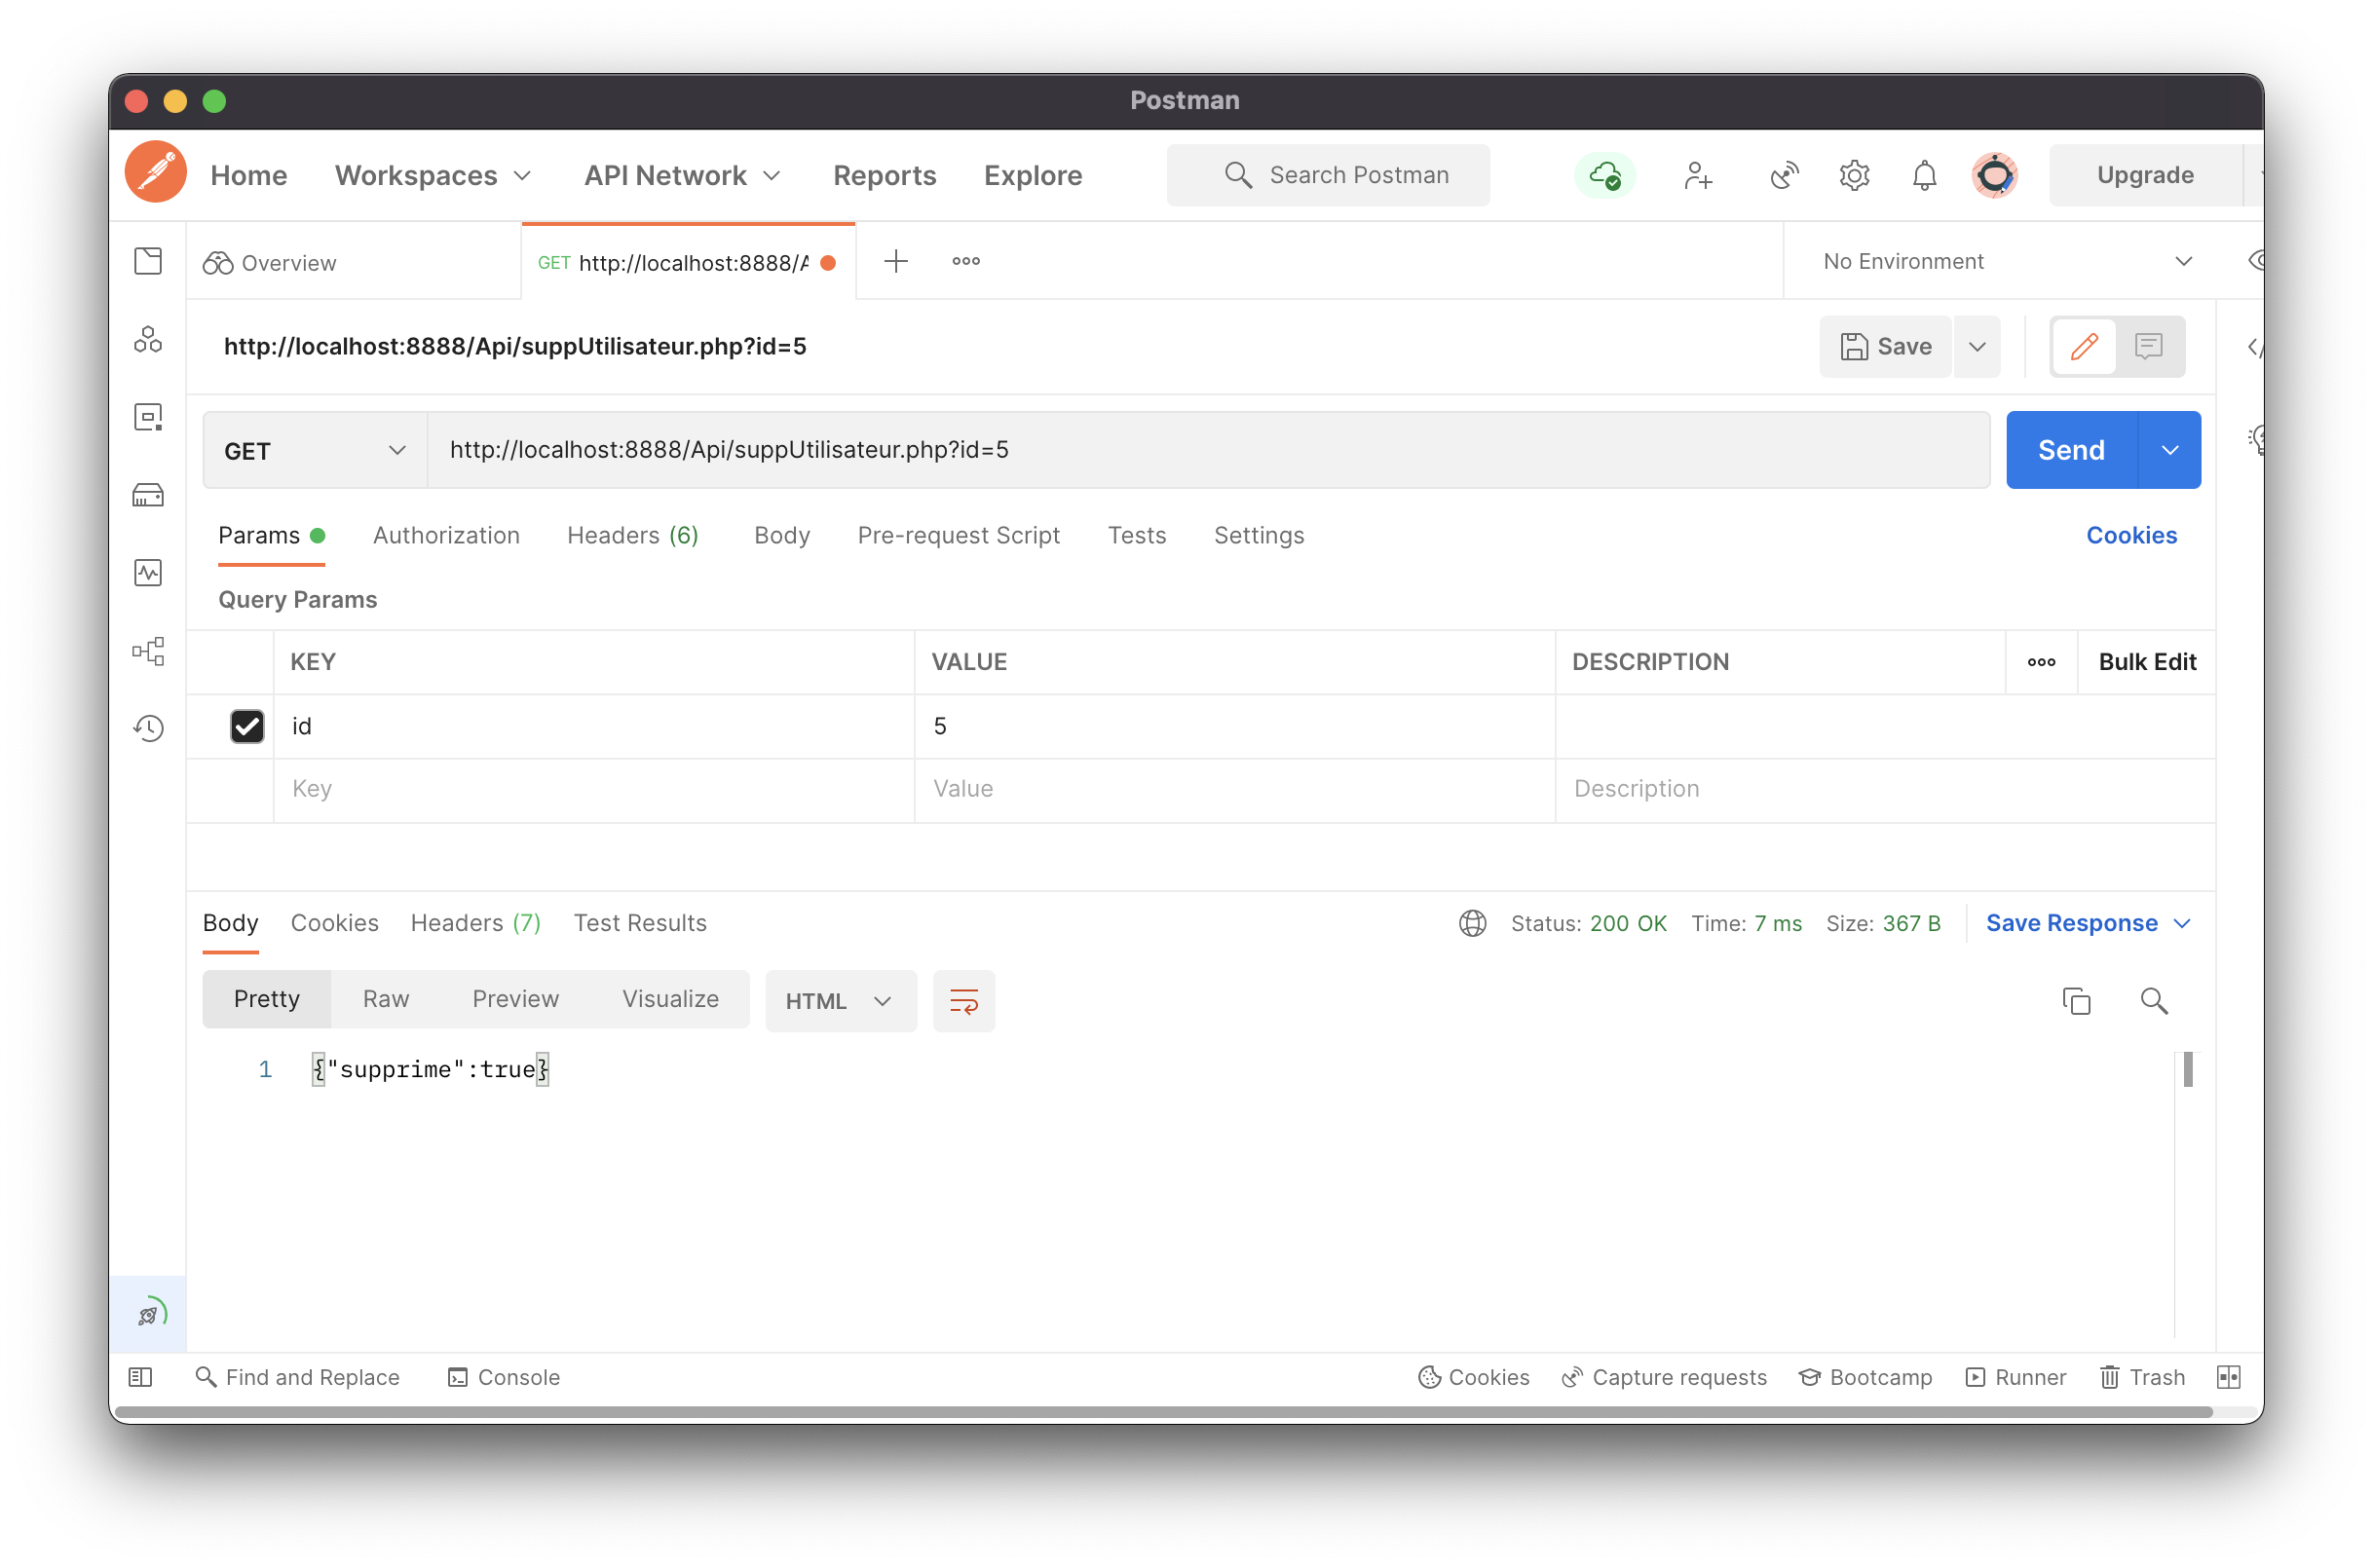 Postman
Home Workspaces API Network Reports Explore Search Postman Upgrade
Overview GET http://localhost:8888/A No Environment
http://localhost:8888/Api/suppUtilisateur.php?id=5 Save
GET http://localhost:8888/Api/suppUtilisateur.php?id=5 Send
Params Authorization Headers (6) Body Pre-request Script Tests Settings Cookies
Query Params
KEY VALUE DESCRIPTION Bulk Edit
id 5
Key Value Description
Body Cookies Headers (7) Test Results Status: 200 OK Time: 7 ms Size: 367 B Save Response
Pretty Raw Preview Visualize HTML
1 {"supprime":true}
Find and Replace Console Cookies Capture requests Bootcamp Runner Trash